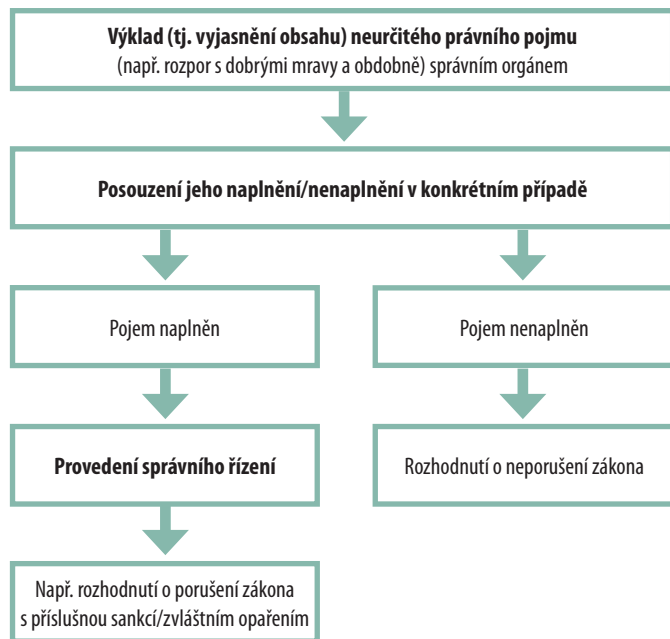 Výklad (tj. vyjasnění obsahu) neurčitého právního pojmu
(např. rozpor s dobrými mravy a obdobně) správním orgánem
Posouzení jeho naplnění/nenaplnění v konkrétním případě
Pojem naplněn
Pojem nenaplněn
Provedení správního řízení
Rozhodnutí o neporušení zákona
Např. rozhodnutí o porušení zákona
s příslušnou sankcí/zvláštním opařením